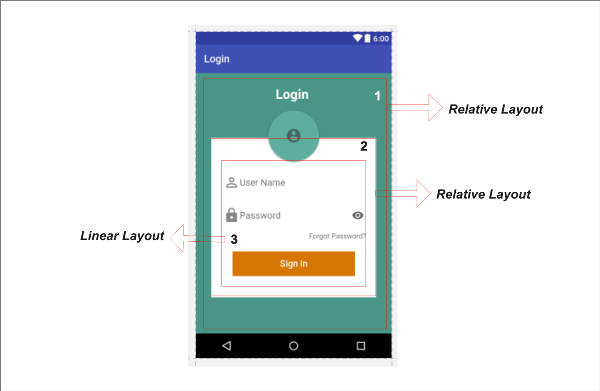 6:00
Login
Login
1
Relative Layout
2
User Name
Relative Layout
Password
Linear Layout
3
Forgot Password?
Sign in